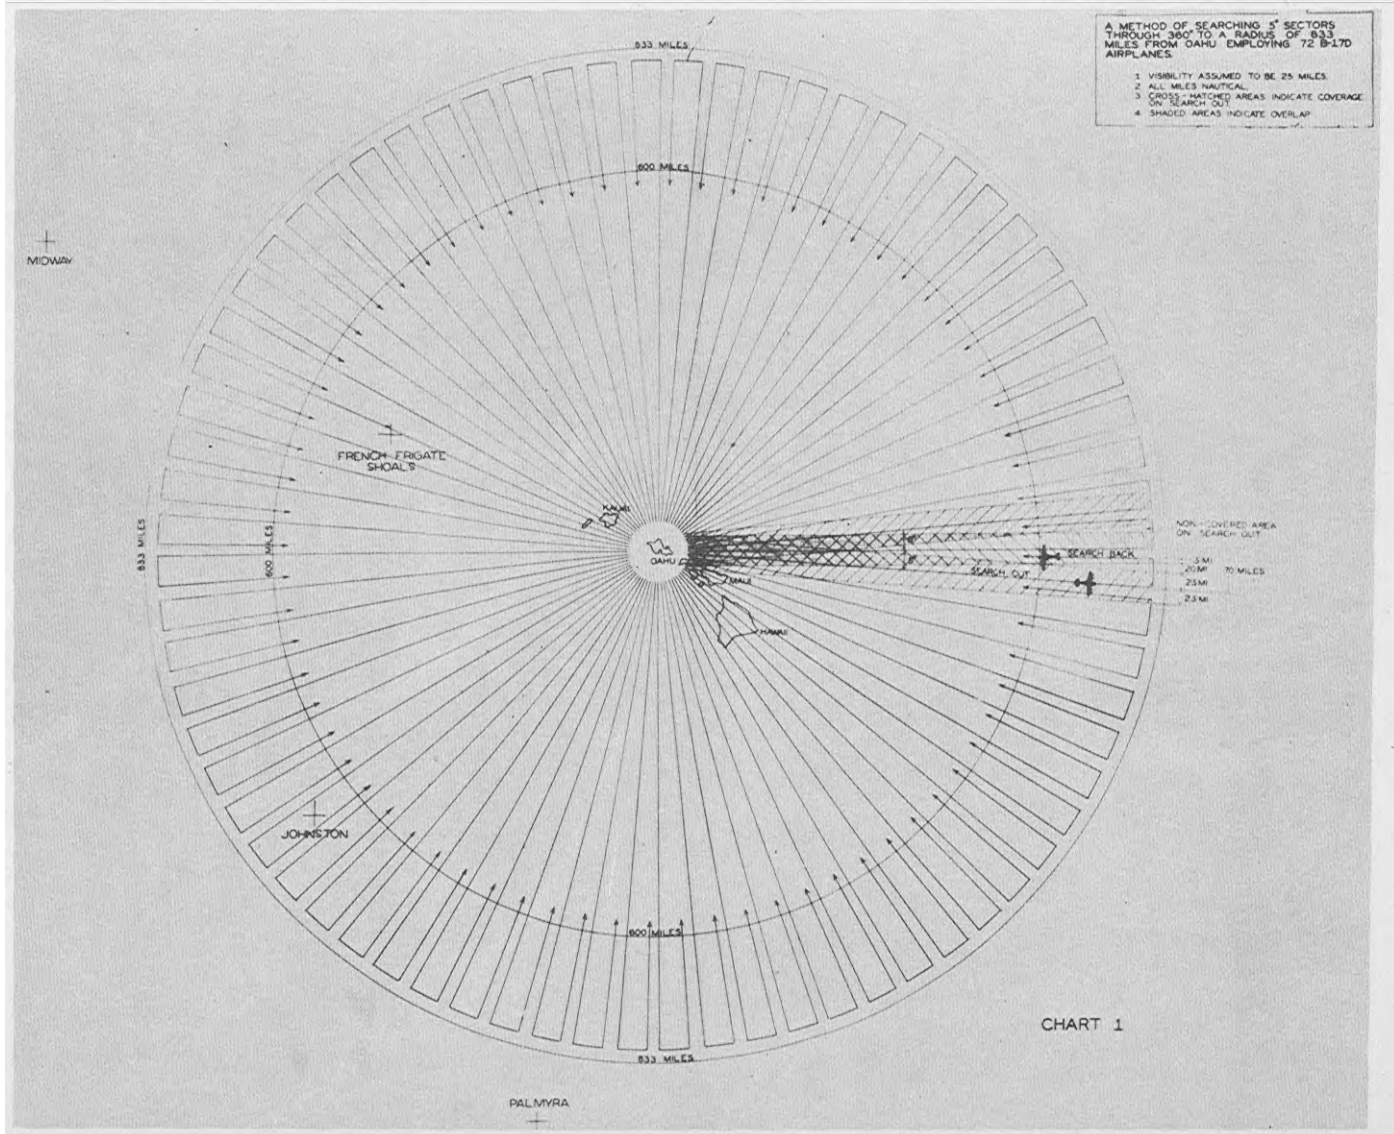 A METHOD OF SEARCHING 5° SECTORS
THROUGH 360° TO A RADIUS OF 833
MILES FROM OAHU EMPLOYING 72 B-17D
AIRPLANES.
1 VISIBILITY ASSUMED TO BE 25 MILES.
2 ALL MILES NAUTICAL.
3 CROSS-HATCHED AREAS INDICATE COVERAGE
ON SEARCH OUT
4 SHADED AREAS INDICATE OVERLAP
833 MILES
600 MILES
MIDWAY
FRENCH FRIGATE
SHOALS
KAUAI
833 MILES
600 MILES
OAHU
MAUI
HAWAII
NON-COVERED AREA
ON SEARCH OUT
SEARCH BACK
SEARCH OUT
5 MI
20 MI
70 MILES
25 MI
25 MI
JOHNSTON
600 MILES
833 MILES
CHART 1
PALMYRA